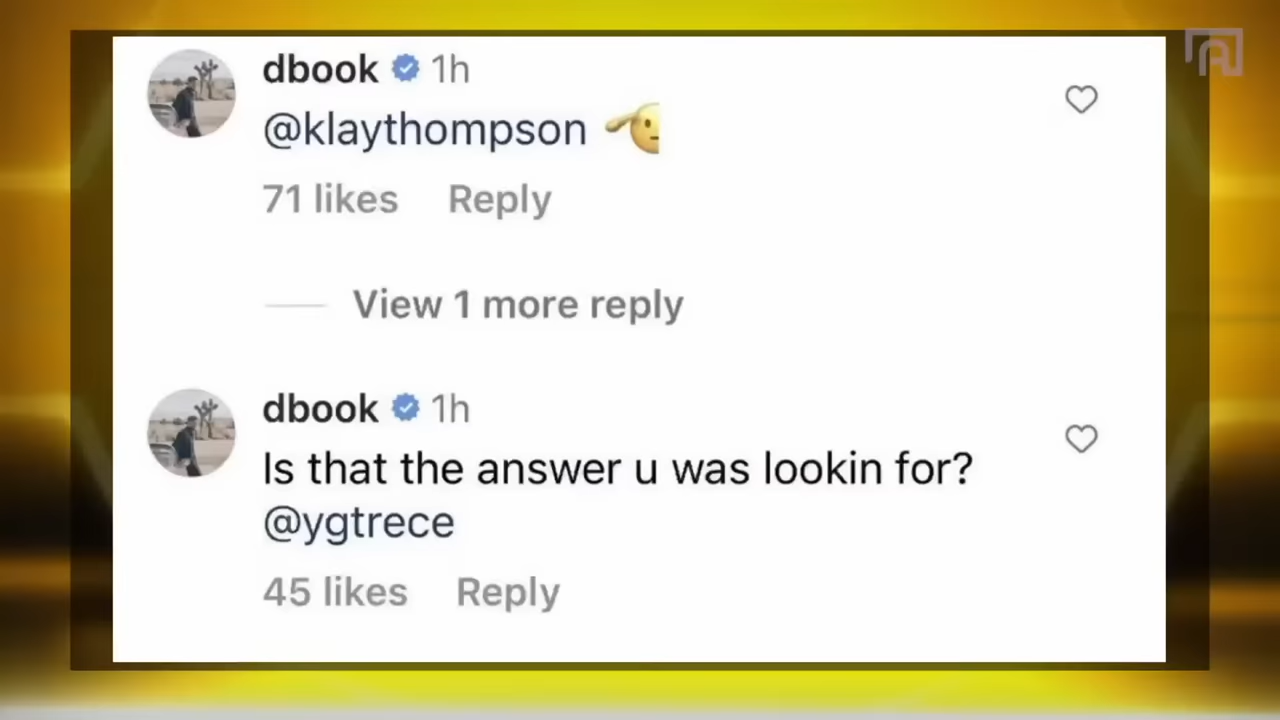 dbook 1h
@klaythompson 🫡
71 likes Reply
View 1 more reply
dbook 1h
Is that the answer u was lookin for?
@ygtrece
45 likes Reply